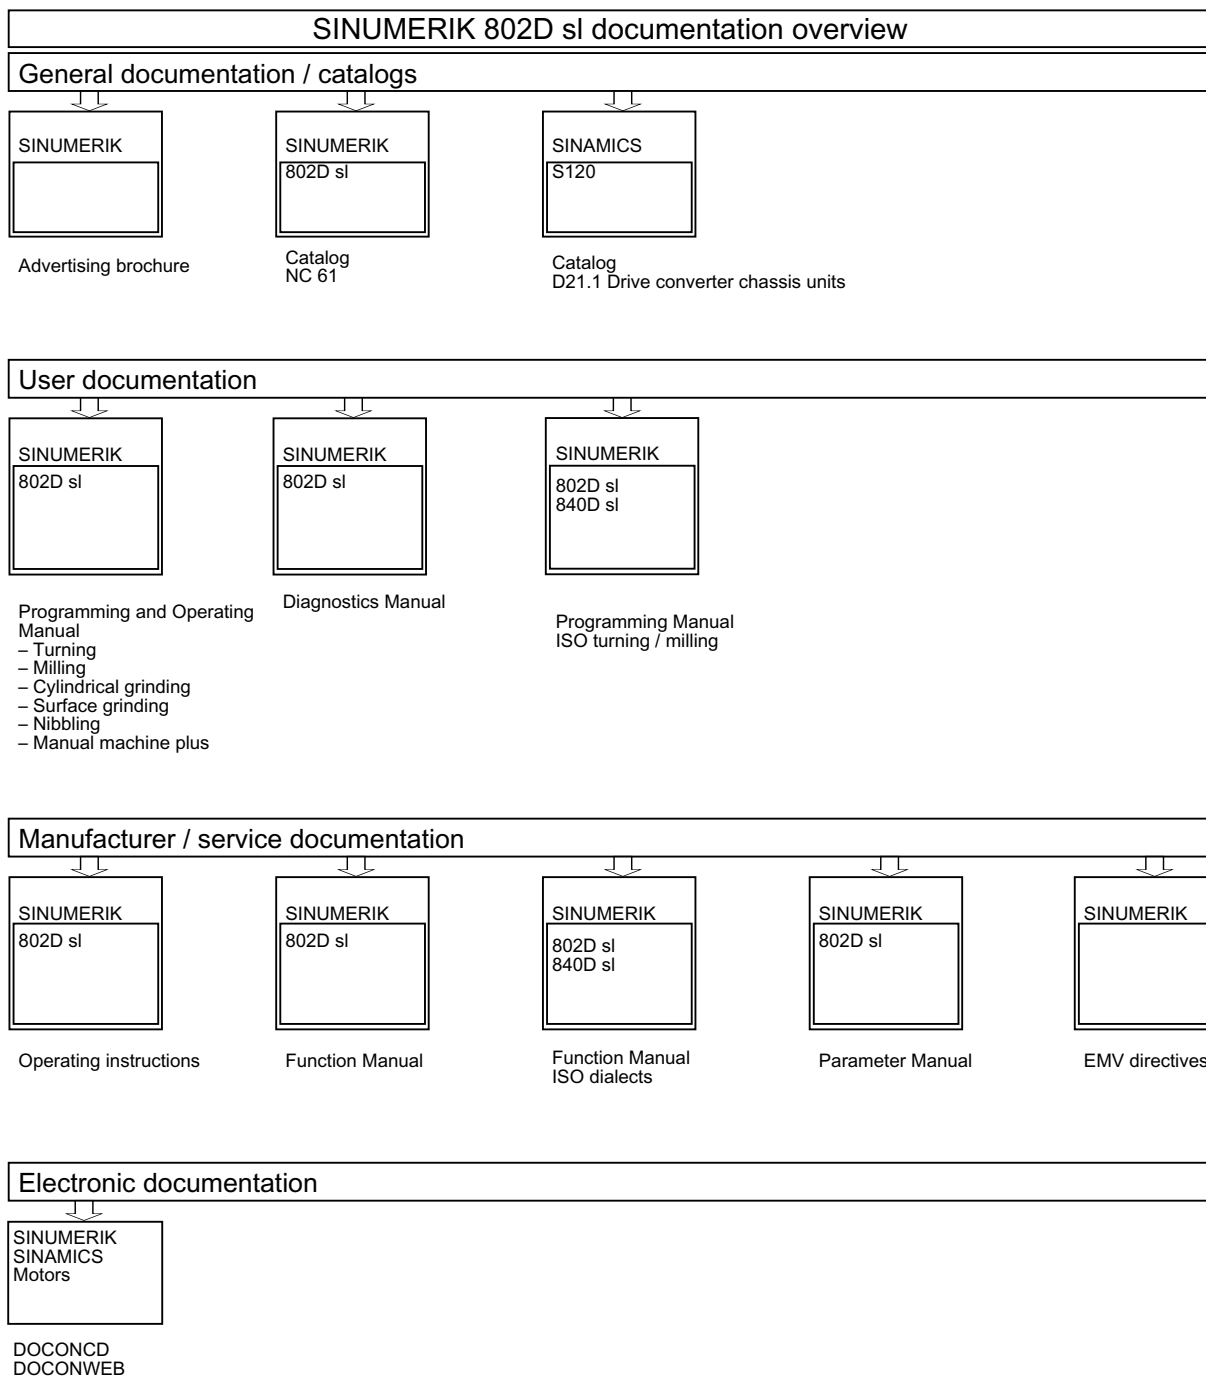 SINUMERIK 802D sl documentation overview
General documentation / catalogs
SINUMERIK
Advertising brochure
SINUMERIK
802D sl
Catalog
NC 61
SINAMICS
S120
Catalog
D21.1 Drive converter chassis units
User documentation
SINUMERIK
802D sl
Programming and Operating
Manual
– Turning
– Milling
– Cylindrical grinding
– Surface grinding
– Nibbling
– Manual machine plus
SINUMERIK
802D sl
Diagnostics Manual
SINUMERIK
802D sl
840D sl
Programming Manual
ISO turning / milling
Manufacturer / service documentation
SINUMERIK
802D sl
Operating instructions
SINUMERIK
802D sl
Function Manual
SINUMERIK
802D sl
840D sl
Function Manual
ISO dialects
SINUMERIK
802D sl
Parameter Manual
SINUMERIK
EMV directives
Electronic documentation
SINUMERIK
SINAMICS
Motors
DOCONCD
DOCONWEB